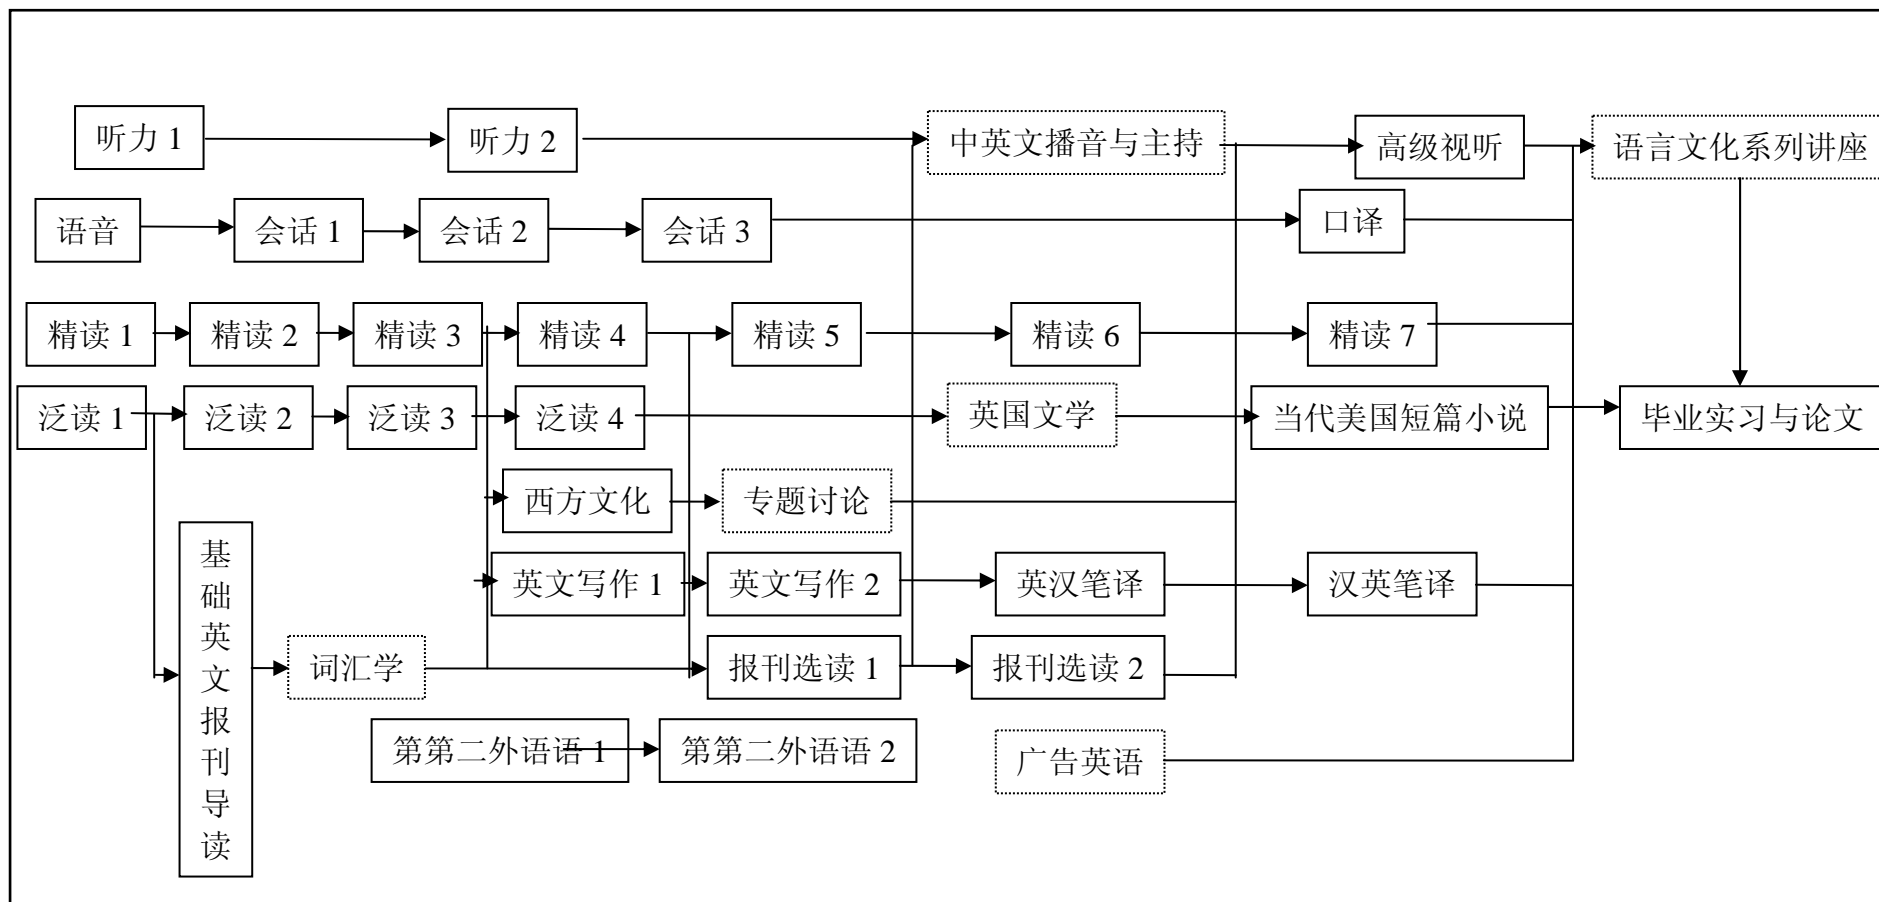 听力 1
听力 2
中英文播音与主持
高级视听
语言文化系列讲座
语音
会话 1
会话 2
会话 3
口译
精读 1
精读 2
精读 3
精读 4
精读 5
精读 6
精读 7
泛读 1
泛读 2
泛读 3
泛读 4
英国文学
当代美国短篇小说
毕业实习与论文
西方文化
专题讨论
基础英文报刊导读
英文写作 1
英文写作 2
英汉笔译
汉英笔译
词汇学
报刊选读 1
报刊选读 2
第第二外语语 1
第第二外语语 2
广告英语